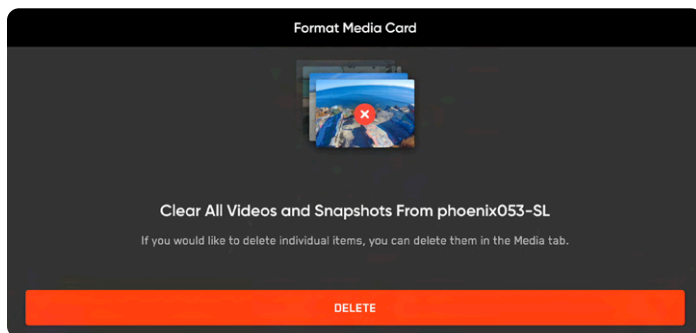 Format Media Card
Clear All Videos and Snapshots From phoenix053-SL
If you would like to delete individual items, you can delete them in the Media tab.
DELETE